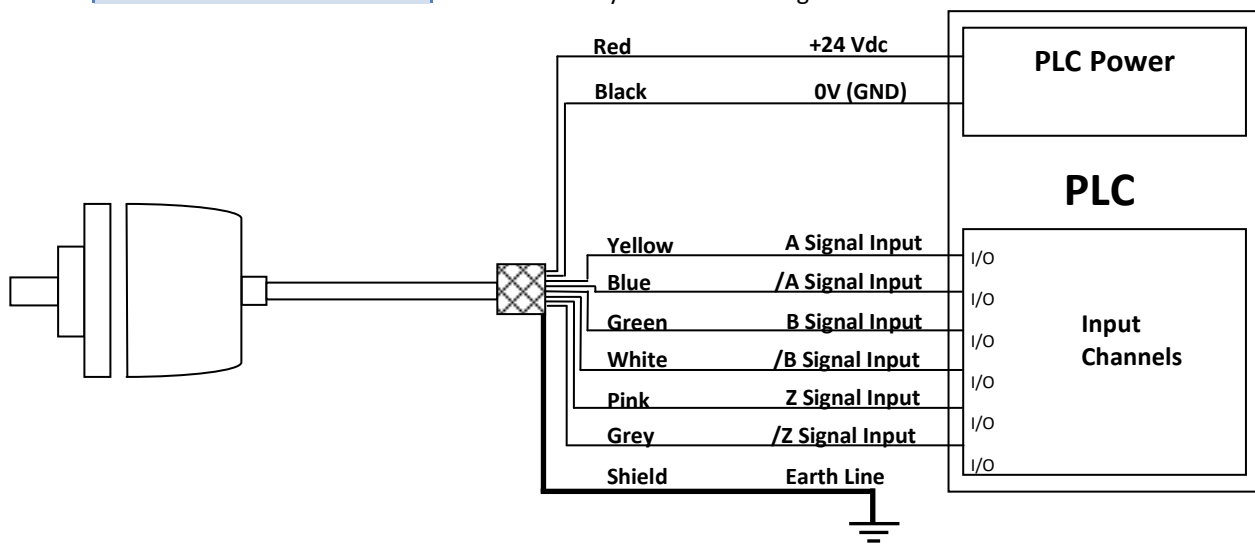 Red +24 Vdc
PLC Power
Black 0V (GND)
PLC
Yellow A Signal Input I/O
Blue /A Signal Input I/O
Green B Signal Input I/O
Input
Channels
White /B Signal Input I/O
Pink Z Signal Input I/O
Grey /Z Signal Input I/O
Shield Earth Line